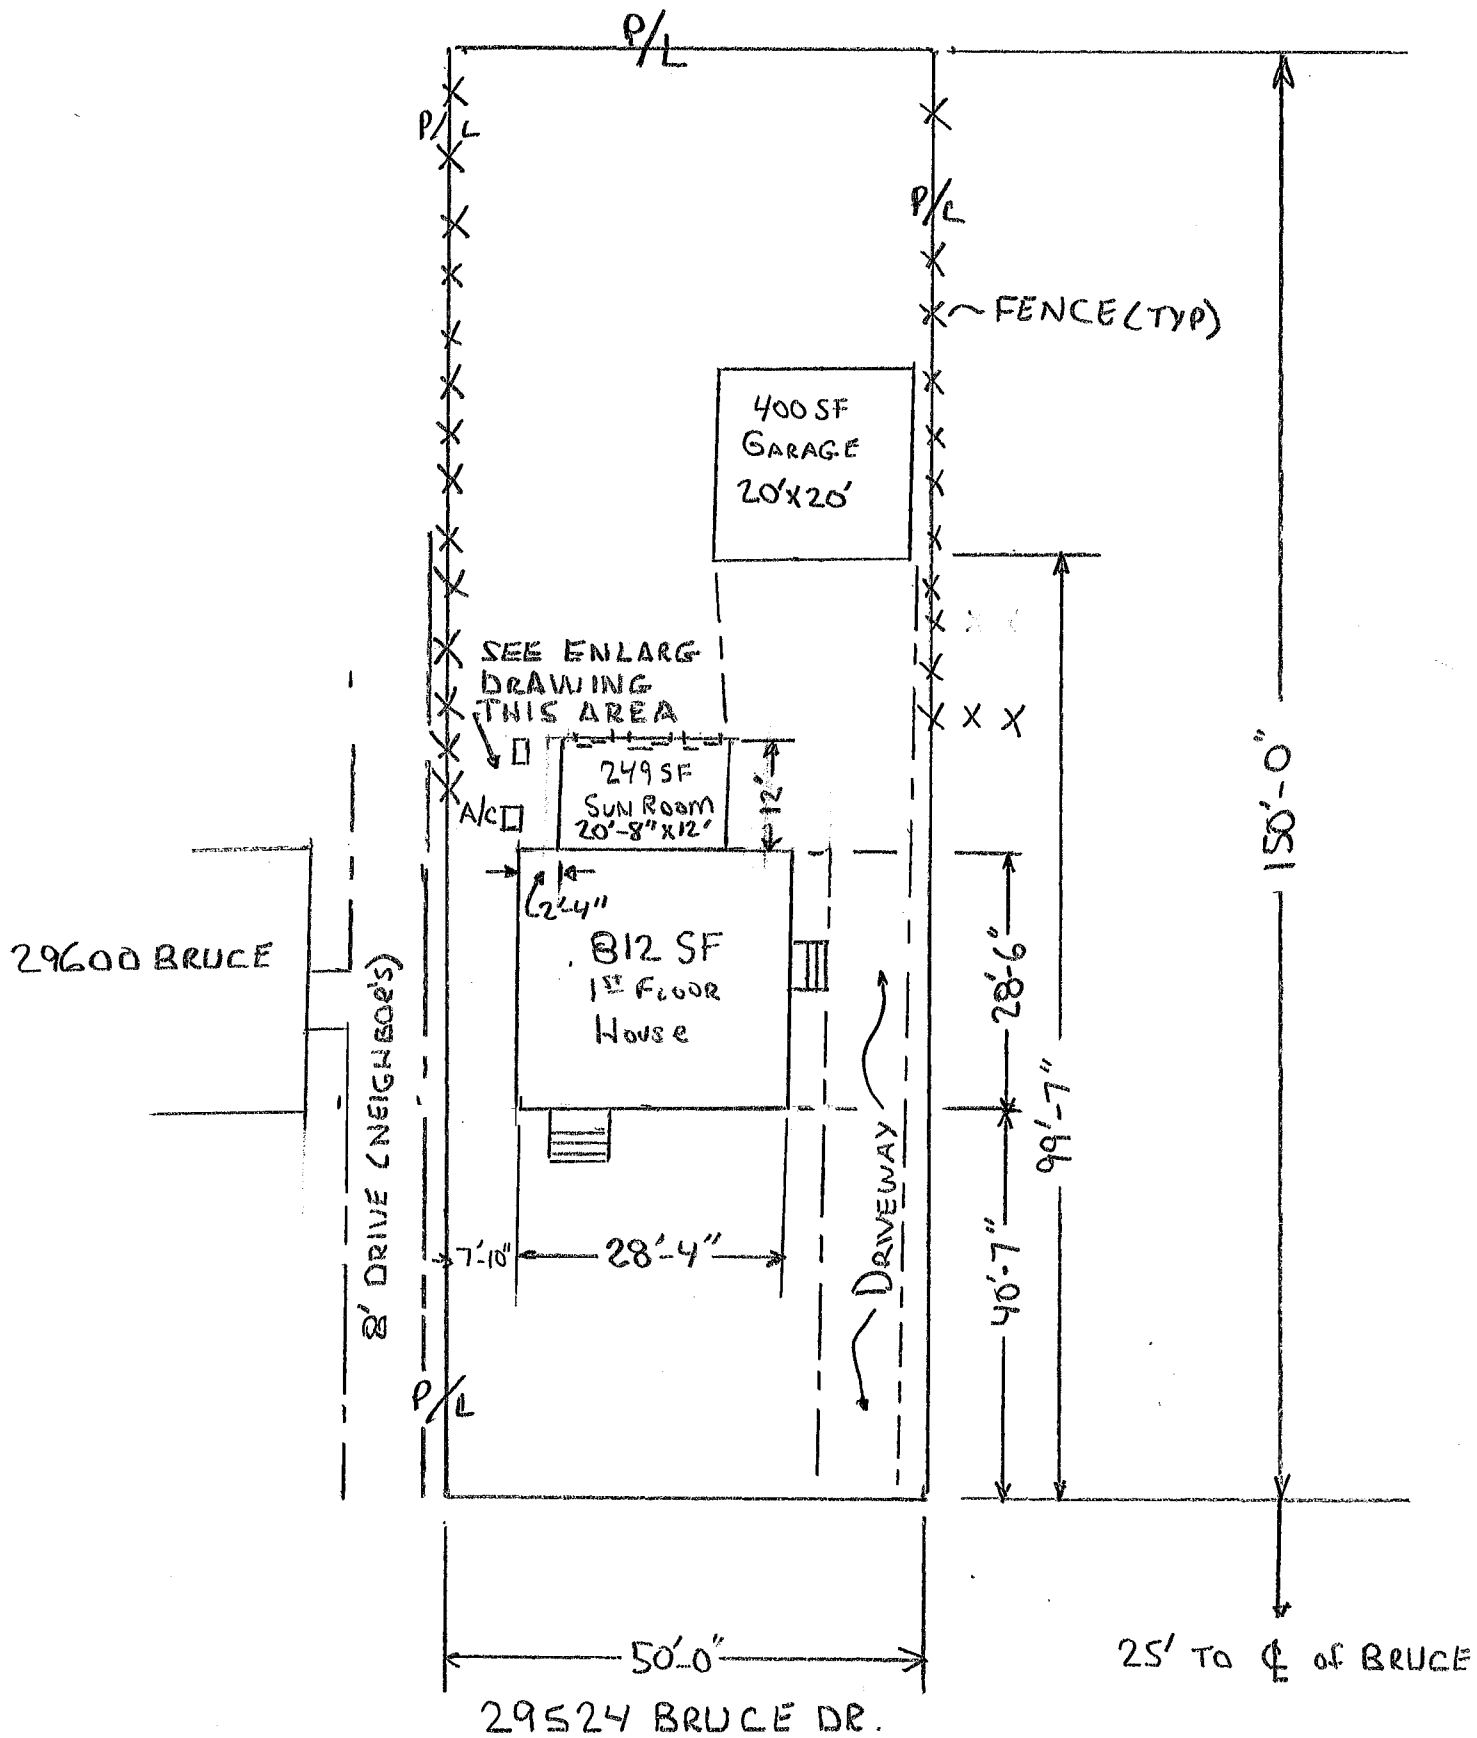 P/L
P/L
P/L
FENCE (TYP)
400 SF
GARAGE
20'X20'
SEE ENLARG
DRAWING
THIS AREA
249 SF
SUN ROOM
20'-8" X 12'
12'
A/C
2'-4"
150'-0"
29600 BRUCE
812 SF
1ST FLOOR
House
28'-6"
8' DRIVE (NEIGHBOR'S)
99'-7"
DRIVEWAY
40'-7"
7'-10"
28'-4"
P/L
50'-0"
25' TO ℄ of BRUCE
29524 BRUCE DR.